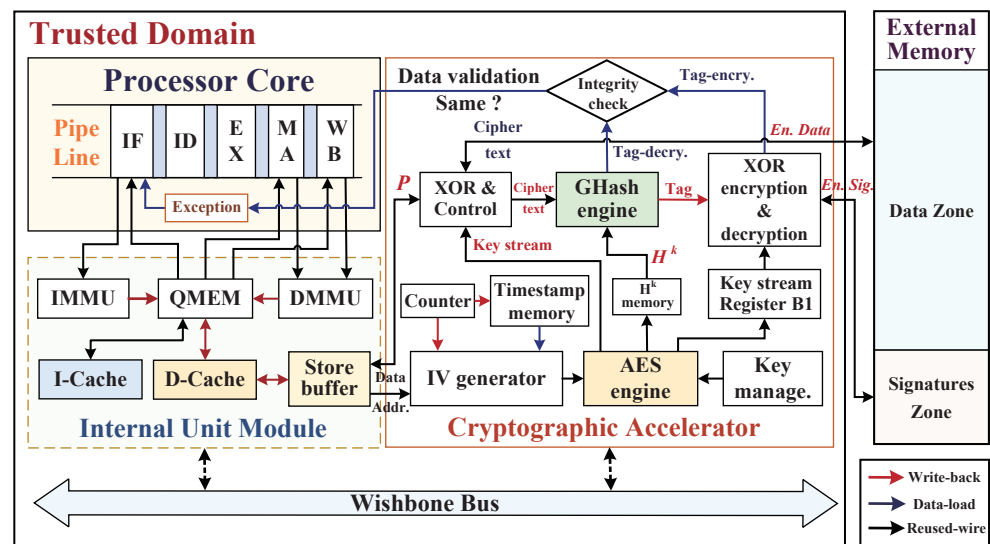 Trusted Domain
External
Memory
Processor Core
Pipe
Line
IF
ID
E
X
M
A
W
B
Exception
Data validation
Same ?
Integrity
check
Tag-encry.
Cipher
text
Tag-decry.
En. Data
P
XOR &
Control
Cipher
text
GHash
engine
Tag
XOR
encryption
&
decryption
En. Sig.
Data Zone
Key stream
H k
IMMU
QMEM
DMMU
Counter
Timestamp
memory
Hk
memory
Key stream
Register B1
I-Cache
D-Cache
Store
buffer
Data
Addr.
IV generator
AES
engine
Key
manage.
Signatures
Zone
Internal Unit Module
Cryptographic Accelerator
Wishbone Bus
Write-back
Data-load
Reused-wire